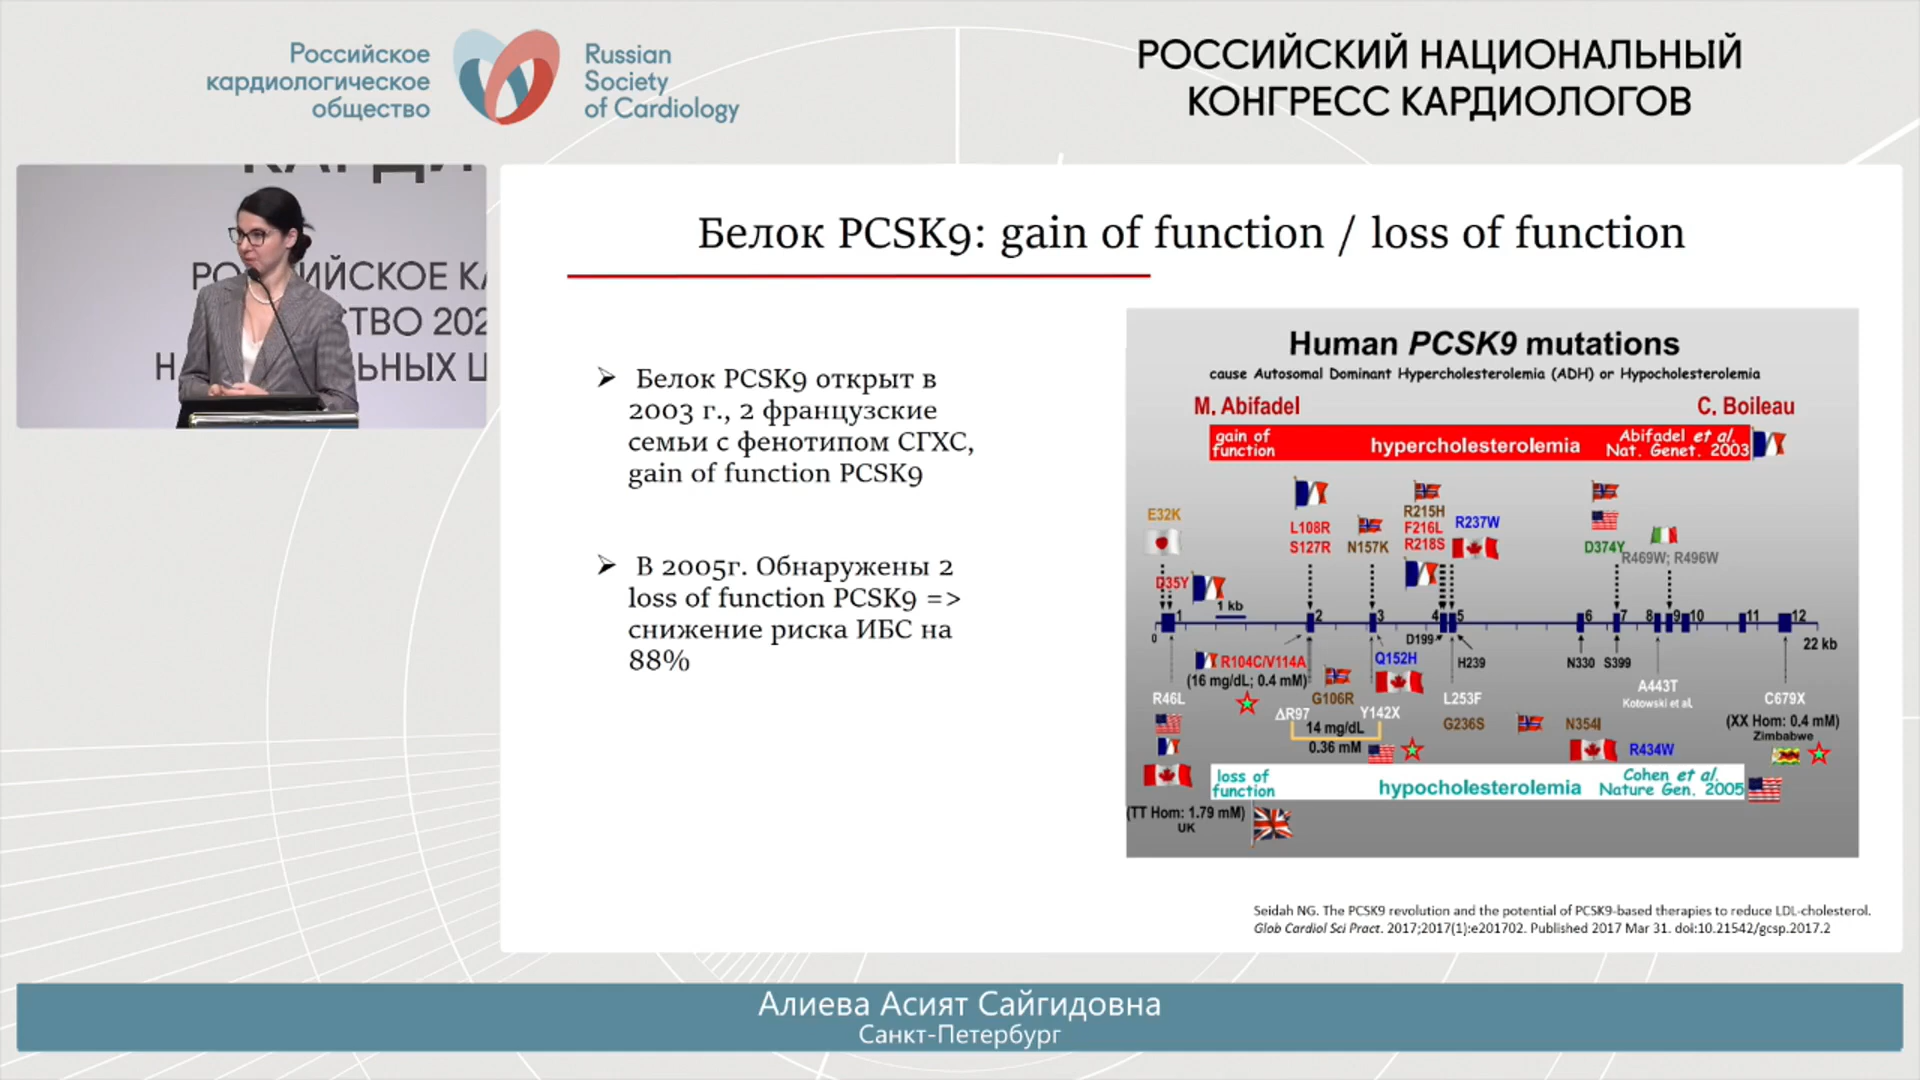 Российское
кардиологическое
общество
Russian
Society
of Cardiology
РОССИЙСКИЙ НАЦИОНАЛЬНЫЙ
КОНГРЕСС КАРДИОЛОГОВ
Белок PCSK9: gain of function / loss of function
➢ Белок PCSK9 открыт в
2003 г., 2 французские
семьи с фенотипом СГХС,
gain of function PCSK9
➢ В 2005г. Обнаружены 2
loss of function PCSK9 =>
снижение риска ИБС на
88%
Human PCSK9 mutations
cause Autosomal Dominant Hypercholesterolemia (ADH) or Hypocholesterolemia
M. Abifadel C. Boileau
gain of
function
hypercholesterolemia
Abifadel et al.
Nat. Genet. 2003
E32K
D35Y
L108R
S127R
N157K
R215H
F216L
R218S
R237W
D374Y
R469W; R496W
1 kb
1 2 3 4 5 6 7 8 9 10 11 12
0
22 kb
R46L
R104C/V114A
(16 mg/dL; 0.4 mM)
G106R
ΔR97
Y142X
14 mg/dL
0.36 mM
Q152H
D199
H239
L253F
G236S
N330
S399
N354I
R434W
A443T
Kotowski et al.
C679X
(XX Hom: 0.4 mM)
Zimbabwe
loss of
function
hypocholesterolemia
Cohen et al.
Nature Gen. 2005
(TT Hom: 1.79 mM)
UK
Seidah NG. The PCSK9 revolution and the potential of PCSK9-based therapies to reduce LDL-cholesterol.
Glob Cardiol Sci Pract. 2017;2017(1):e201702. Published 2017 Mar 31. doi:10.21542/gcsp.2017.2
Алиева Асият Сайгидовна
Санкт-Петербург